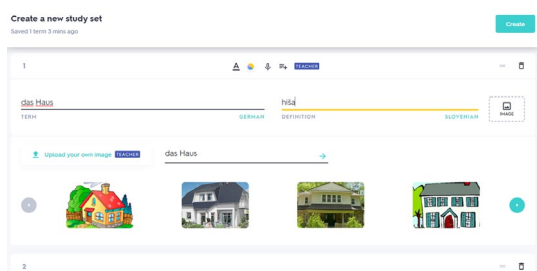 Create a new study set
Saved 1 term 3 mins ago
Create
1
A TEACHER
das Haus
hiša
TERM GERMAN
DEFINITION SLOVENIAN
IMAGE
Upload your own image TEACHER
das Haus
2